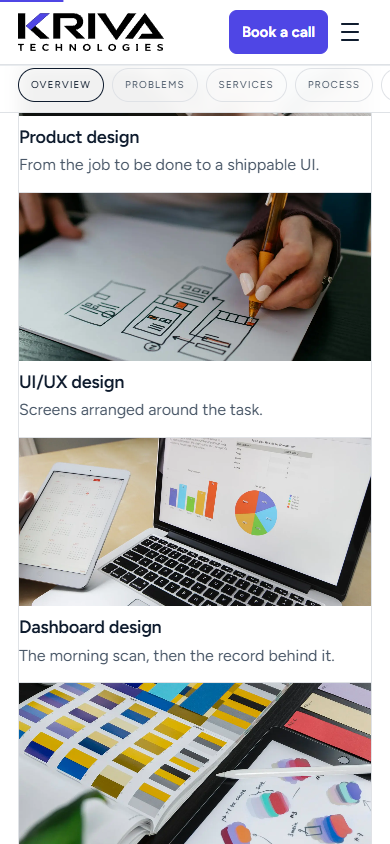 KRIVA
TECHNOLOGIES
Book a call
OVERVIEW
PROBLEMS
SERVICES
PROCESS
Product design
From the job to be done to a shippable UI.
UI/UX design
Screens arranged around the task.
Dashboard design
The morning scan, then the record behind it.